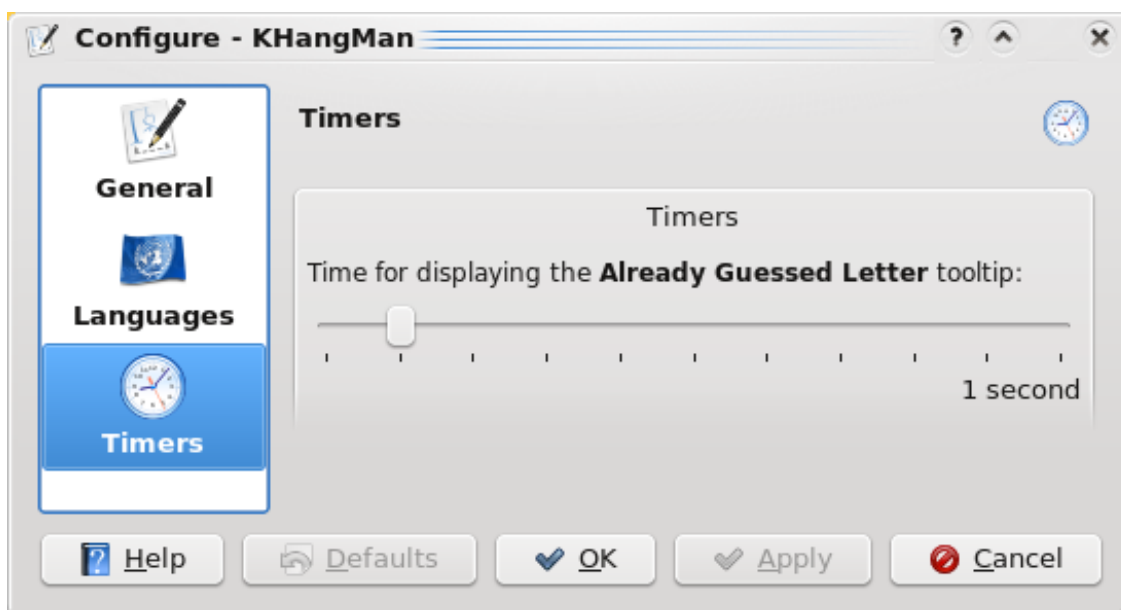 Configure - KHangMan
General
Languages
Timers
Timers
Timers
Time for displaying the Already Guessed Letter tooltip:
1 second
Help
Defaults
OK
Apply
Cancel